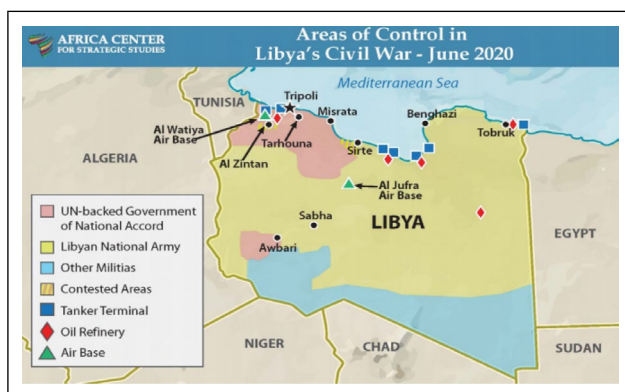 AFRICA CENTER
FOR STRATEGIC STUDIES
Areas of Control in
Libya's Civil War - June 2020
Mediterranean Sea
TUNISIA
Tripoli
Misrata
Benghazi
Tobruk
Al Watiya
Air Base
Al Zintan
Tarhouna
Sirte
ALGERIA
Al Jufra
Air Base
UN-backed Government
of National Accord
Libyan National Army
Other Militias
Contested Areas
Tanker Terminal
Oil Refinery
Air Base
Sabha
LIBYA
Awbari
EGYPT
NIGER
CHAD
SUDAN